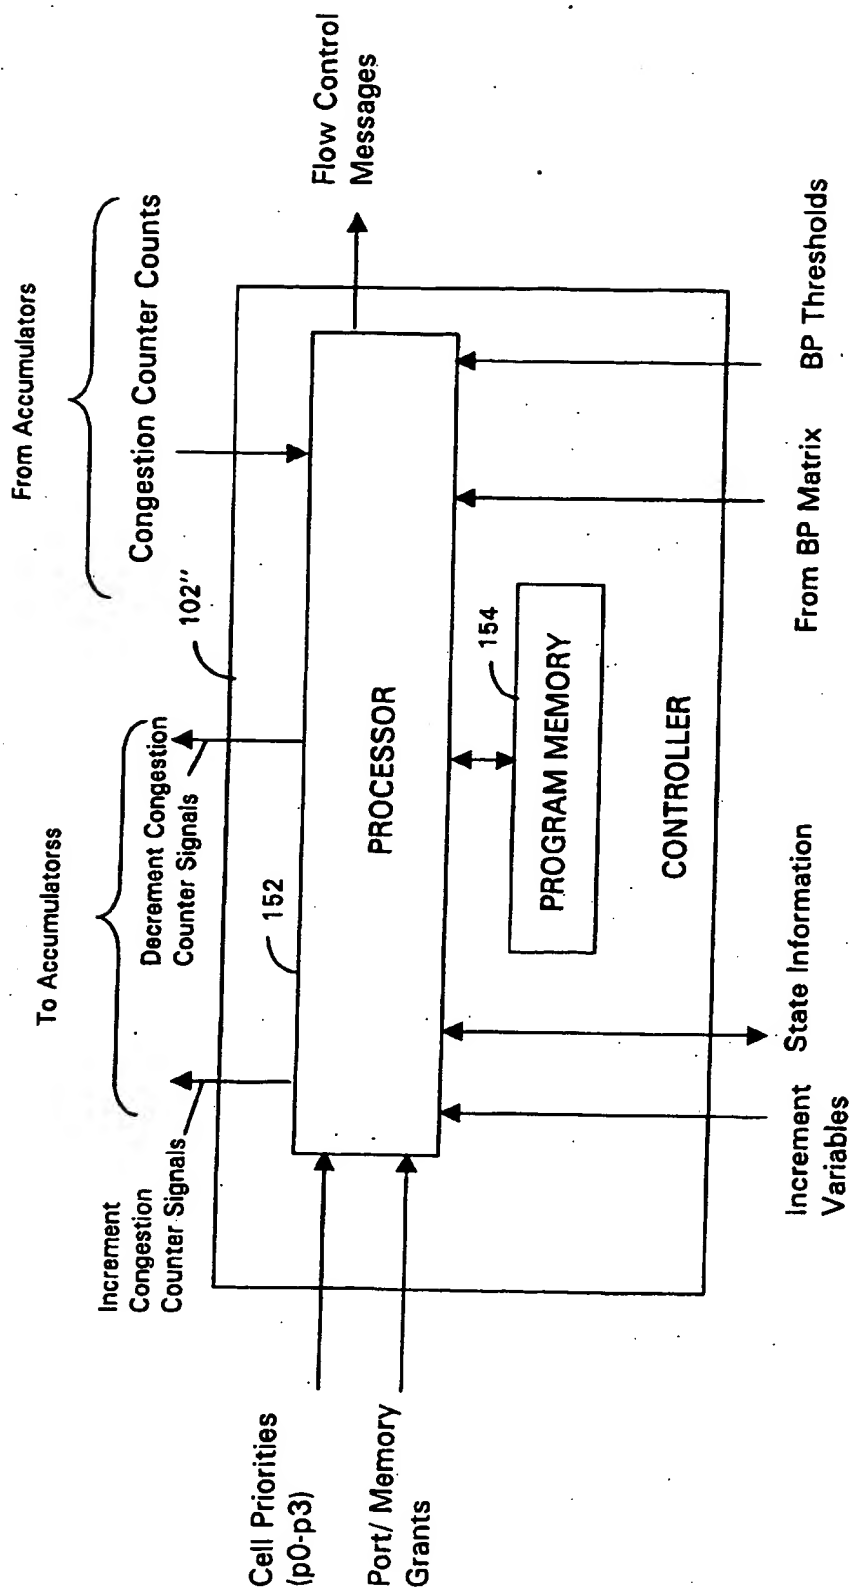 From Accumulators
Congestion Counter Counts
To Accumulatorss
Increment
Congestion
Counter Signals
Decrement Congestion
Counter Signals
102"
152
Flow Control
Messages
Cell Priorities
(p0-p3)
Port/ Memory
Grants
PROCESSOR
154
PROGRAM MEMORY
CONTROLLER
Increment
Variables
State Information
From BP Matrix
BP Thresholds